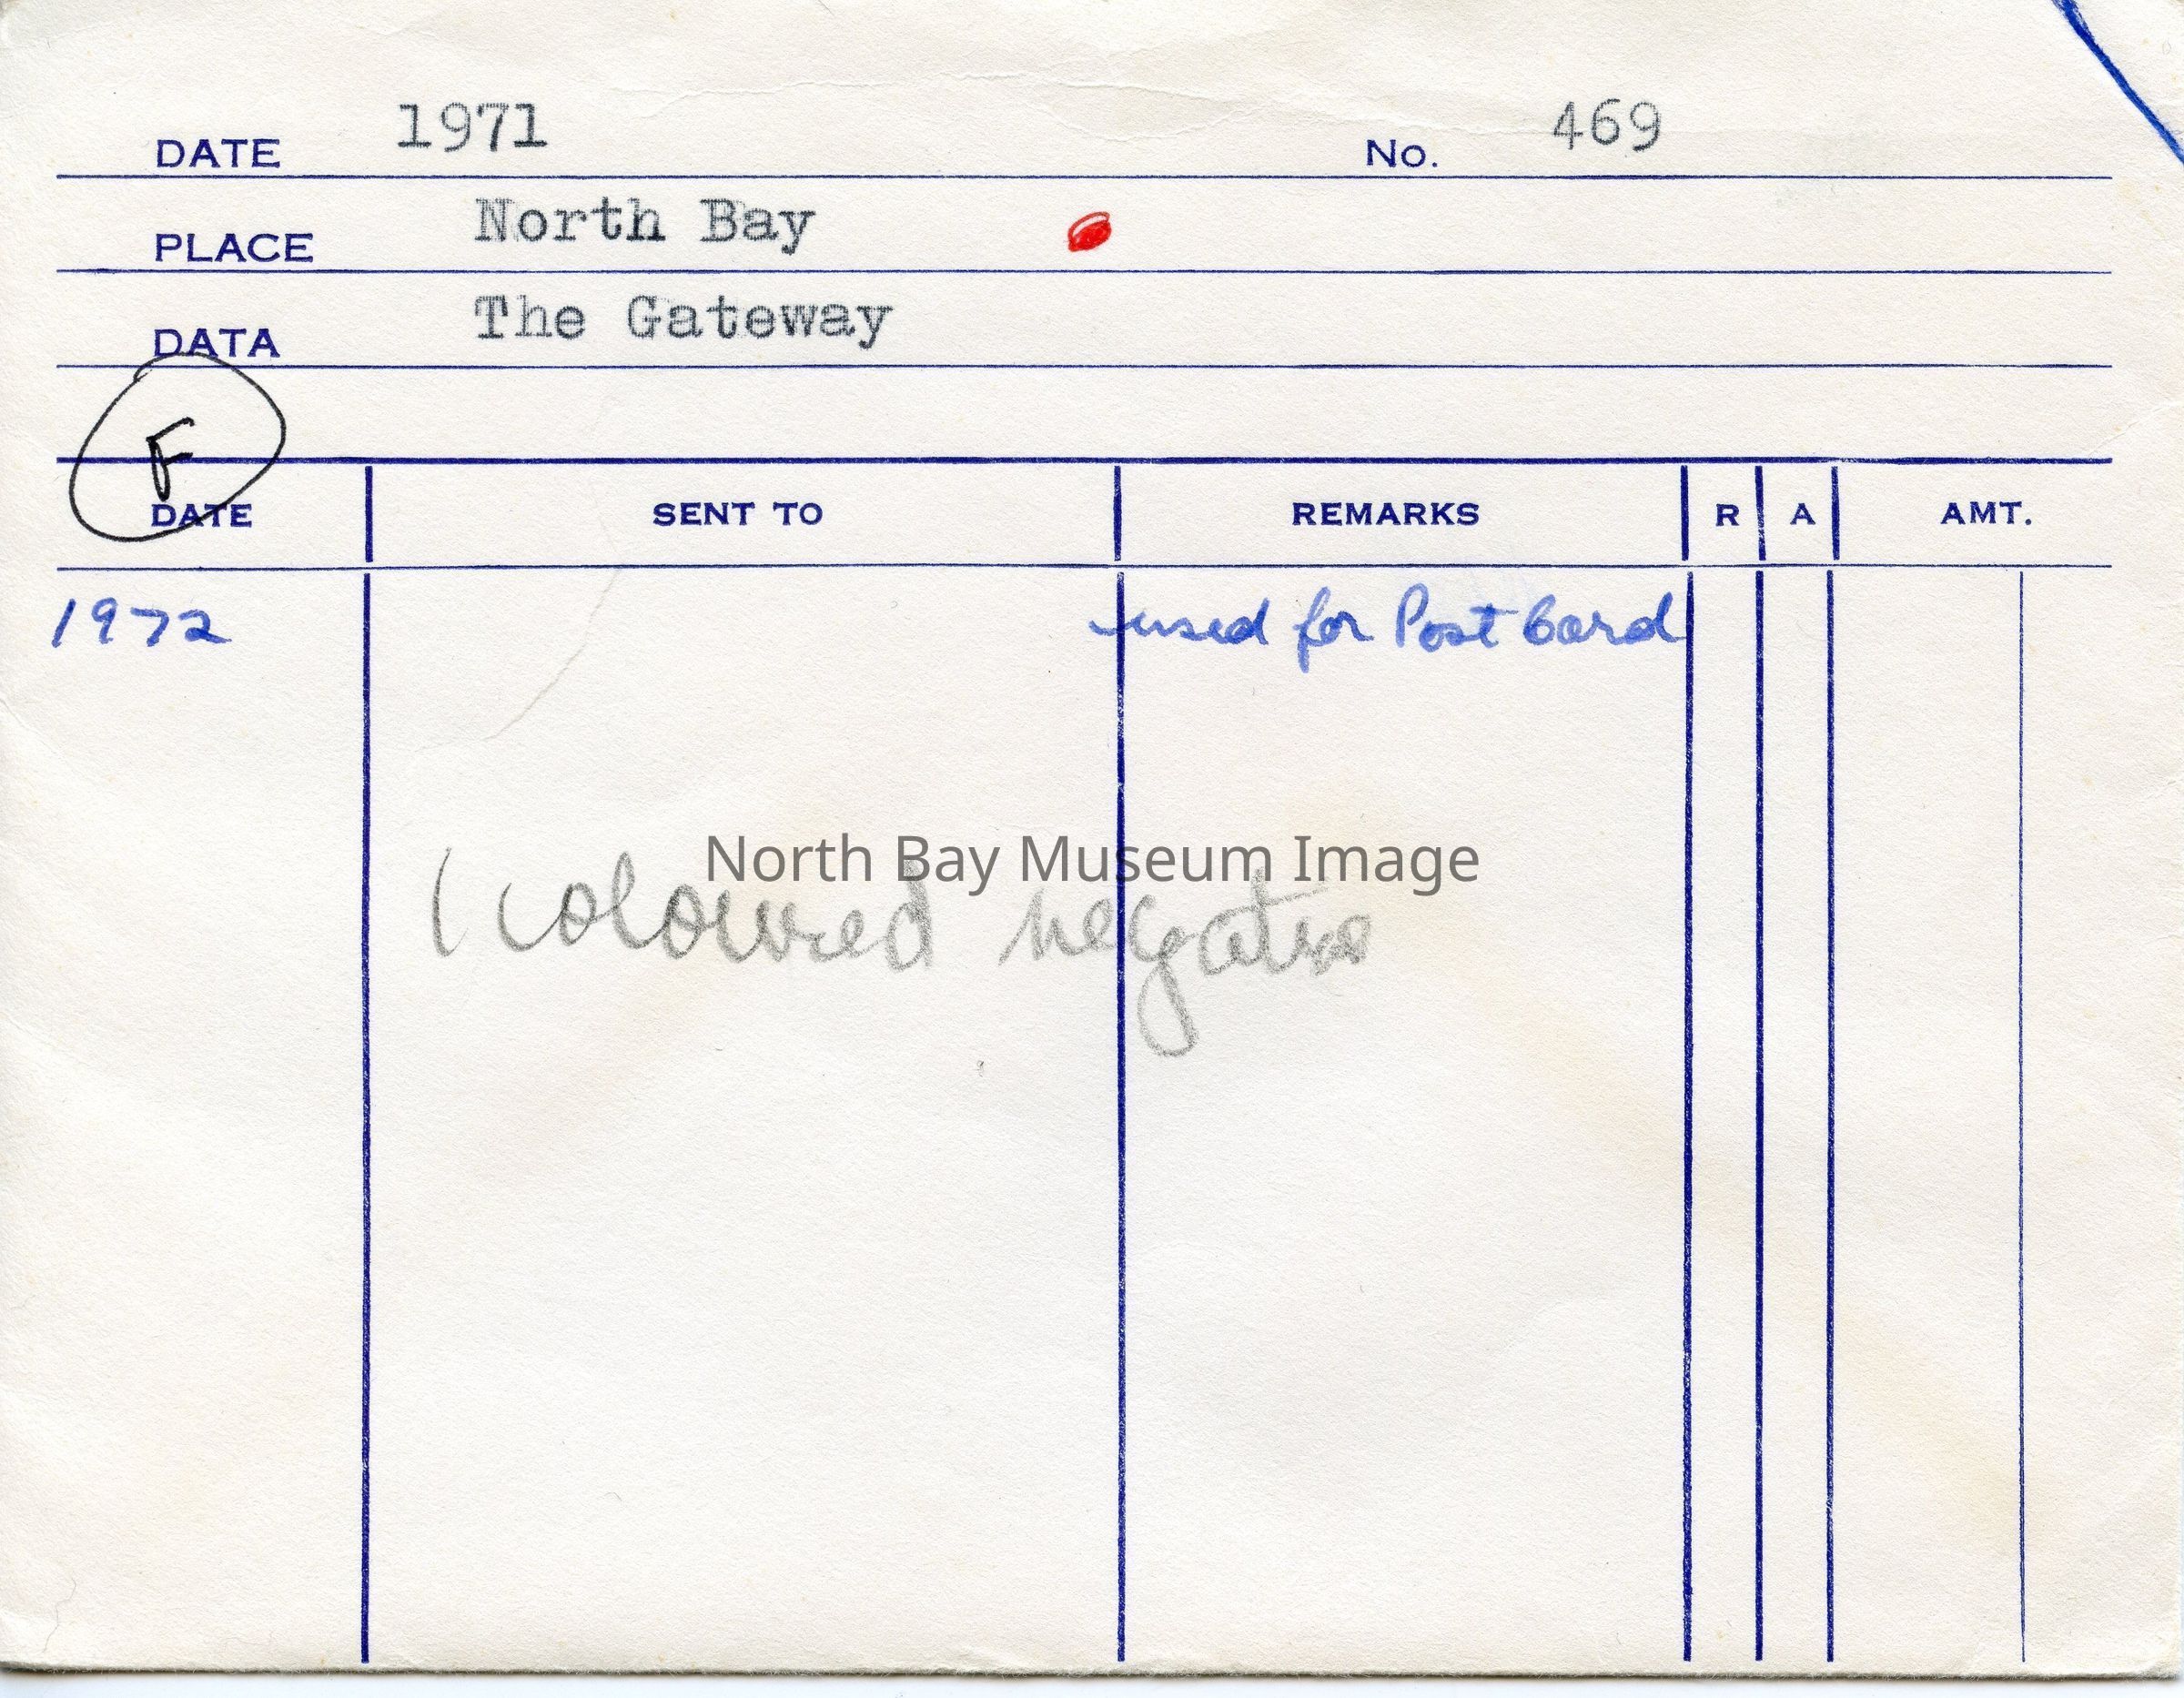 DATE 1971 No. 469
PLACE North Bay
DATA The Gateway
F
DATE SENT TO REMARKS R A AMT.
1972 used for Post Card
North Bay Museum Image
1 coloured negative